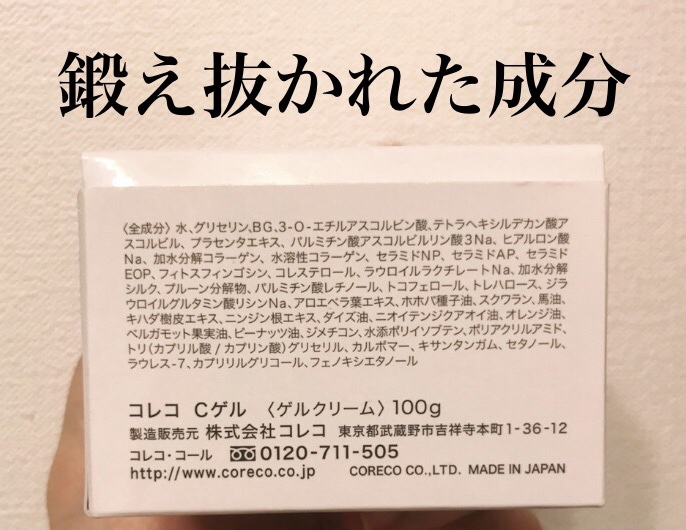 鍛え抜かれた成分
〈全成分〉水、グリセリン、BG、3-O-エチルアスコルビン酸、テトラヘキシルデカン酸ア
スコルビル、プラセンタエキス、パルミチン酸アスコルビルリン酸3Na、ヒアルロン酸
Na、加水分解コラーゲン、水溶性コラーゲン、セラミドNP、セラミドAP、セラミド
EOP、フィトスフィンゴシン、コレステロール、ラウロイルラクチレートNa、加水分解
シルク、プルーン分解物、パルミチン酸レチノール、トコフェロール、トレハロース、ジラ
ウロイルグルタミン酸リシンNa、アロエベラ葉エキス、ホホバ種子油、スクワラン、馬油、
キハダ樹皮エキス、ニンジン根エキス、ダイズ油、ニオイテンジクアオイ油、オレンジ油、
ベルガモット果実油、ピーナッツ油、ジメチコン、水添ポリイソブテン、ポリアクリルアミド、
トリ(カプリル酸/カプリン酸)グリセリル、カルボマー、キサンタンガム、セタノール、
ラウレス-7、カプリリルグリコール、フェノキシエタノール
コレコ Cゲル 〈ゲルクリーム〉100g
製造販売元 株式会社コレコ 東京都武蔵野市吉祥寺本町1-36-12
コレコ・コール 0120-711-505
http://www.coreco.co.jp CORECO CO.,LTD. MADE IN JAPAN